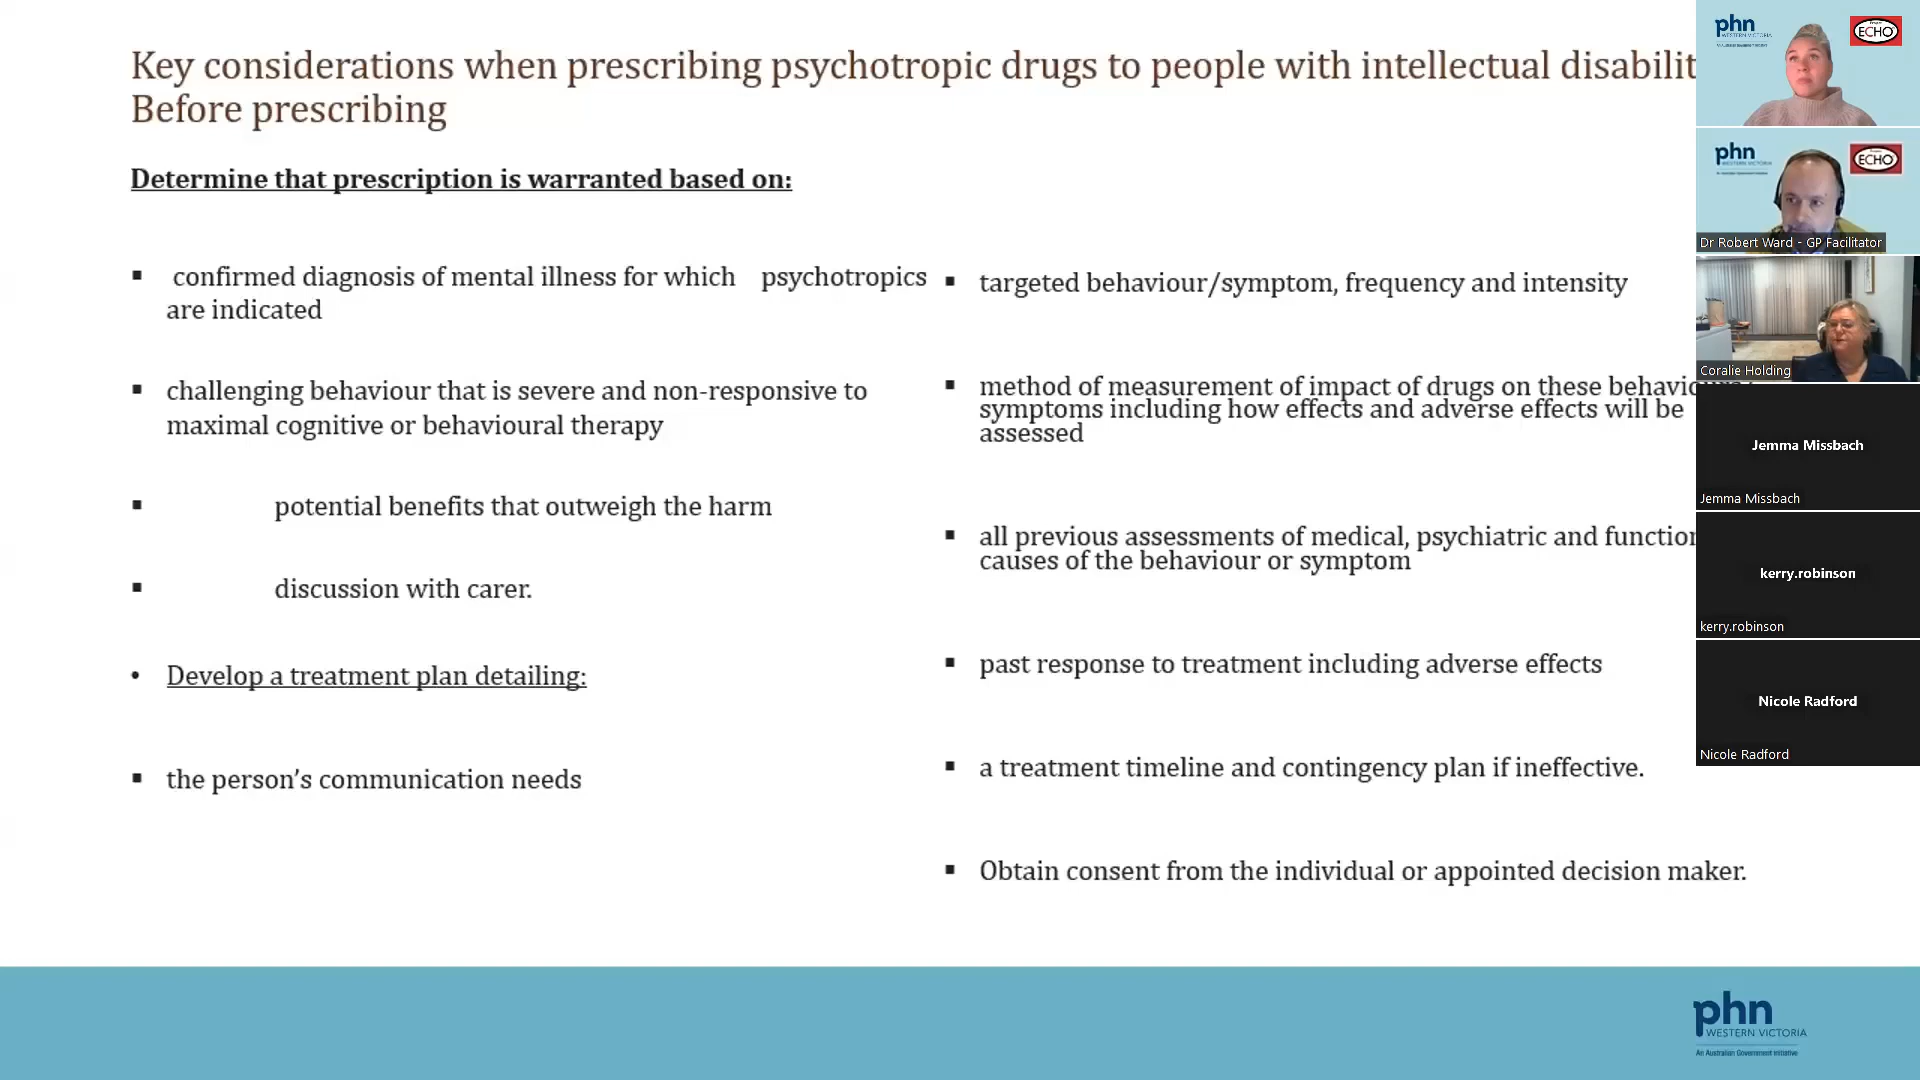 Key considerations when prescribing psychotropic drugs to people with intellectual disabilit
Before prescribing
Determine that prescription is warranted based on:
▪ confirmed diagnosis of mental illness for which psychotropics
are indicated
▪ challenging behaviour that is severe and non-responsive to
maximal cognitive or behavioural therapy
▪ potential benefits that outweigh the harm
▪ discussion with carer.
• Develop a treatment plan detailing:
▪ the person's communication needs
▪ targeted behaviour/symptom, frequency and intensity
▪ method of measurement of impact of drugs on these
symptoms including how effects and adverse effects will be
assessed
▪ all previous assessments of medical, psychiatric and function
causes of the behaviour or symptom
▪ past response to treatment including adverse effects
▪ a treatment timeline and contingency plan if ineffective.
▪ Obtain consent from the individual or appointed decision maker.
phn
WESTERN VICTORIA
ECHO
phn
ECHO
Dr Robert Ward - GP Facilitator
Coralie Holding
Jemma Missbach
Jemma Missbach
kerry.robinson
kerry.robinson
Nicole Radford
Nicole Radford
phn
WESTERN VICTORIA
An Australian Government Initiative